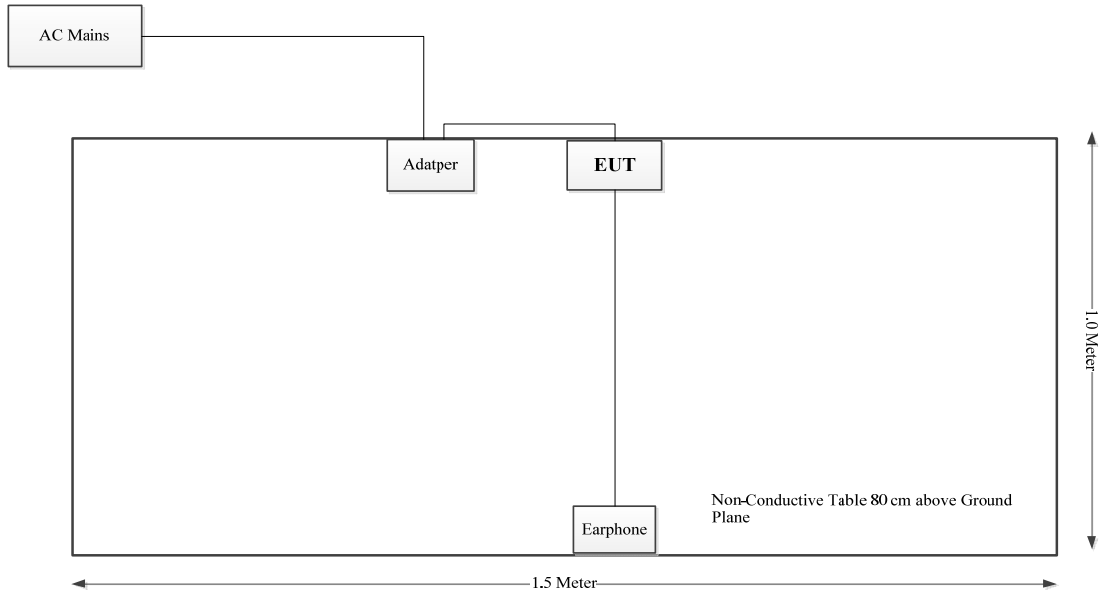 AC Mains
Adatper
EUT
1.0 Meter
Non-Conductive Table 80 cm above Ground
Plane
Earphone
1.5 Meter